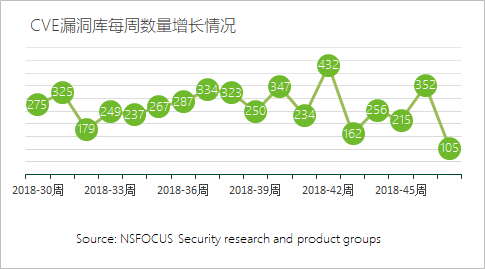 CVE漏洞库每周数量增长情况
275 325 179 249 237 267 287 334 323 250 347 234 432 162 256 215 352 105
2018-30周 2018-33周 2018-36周 2018-39周 2018-42周 2018-45周
Source: NSFOCUS Security research and product groups